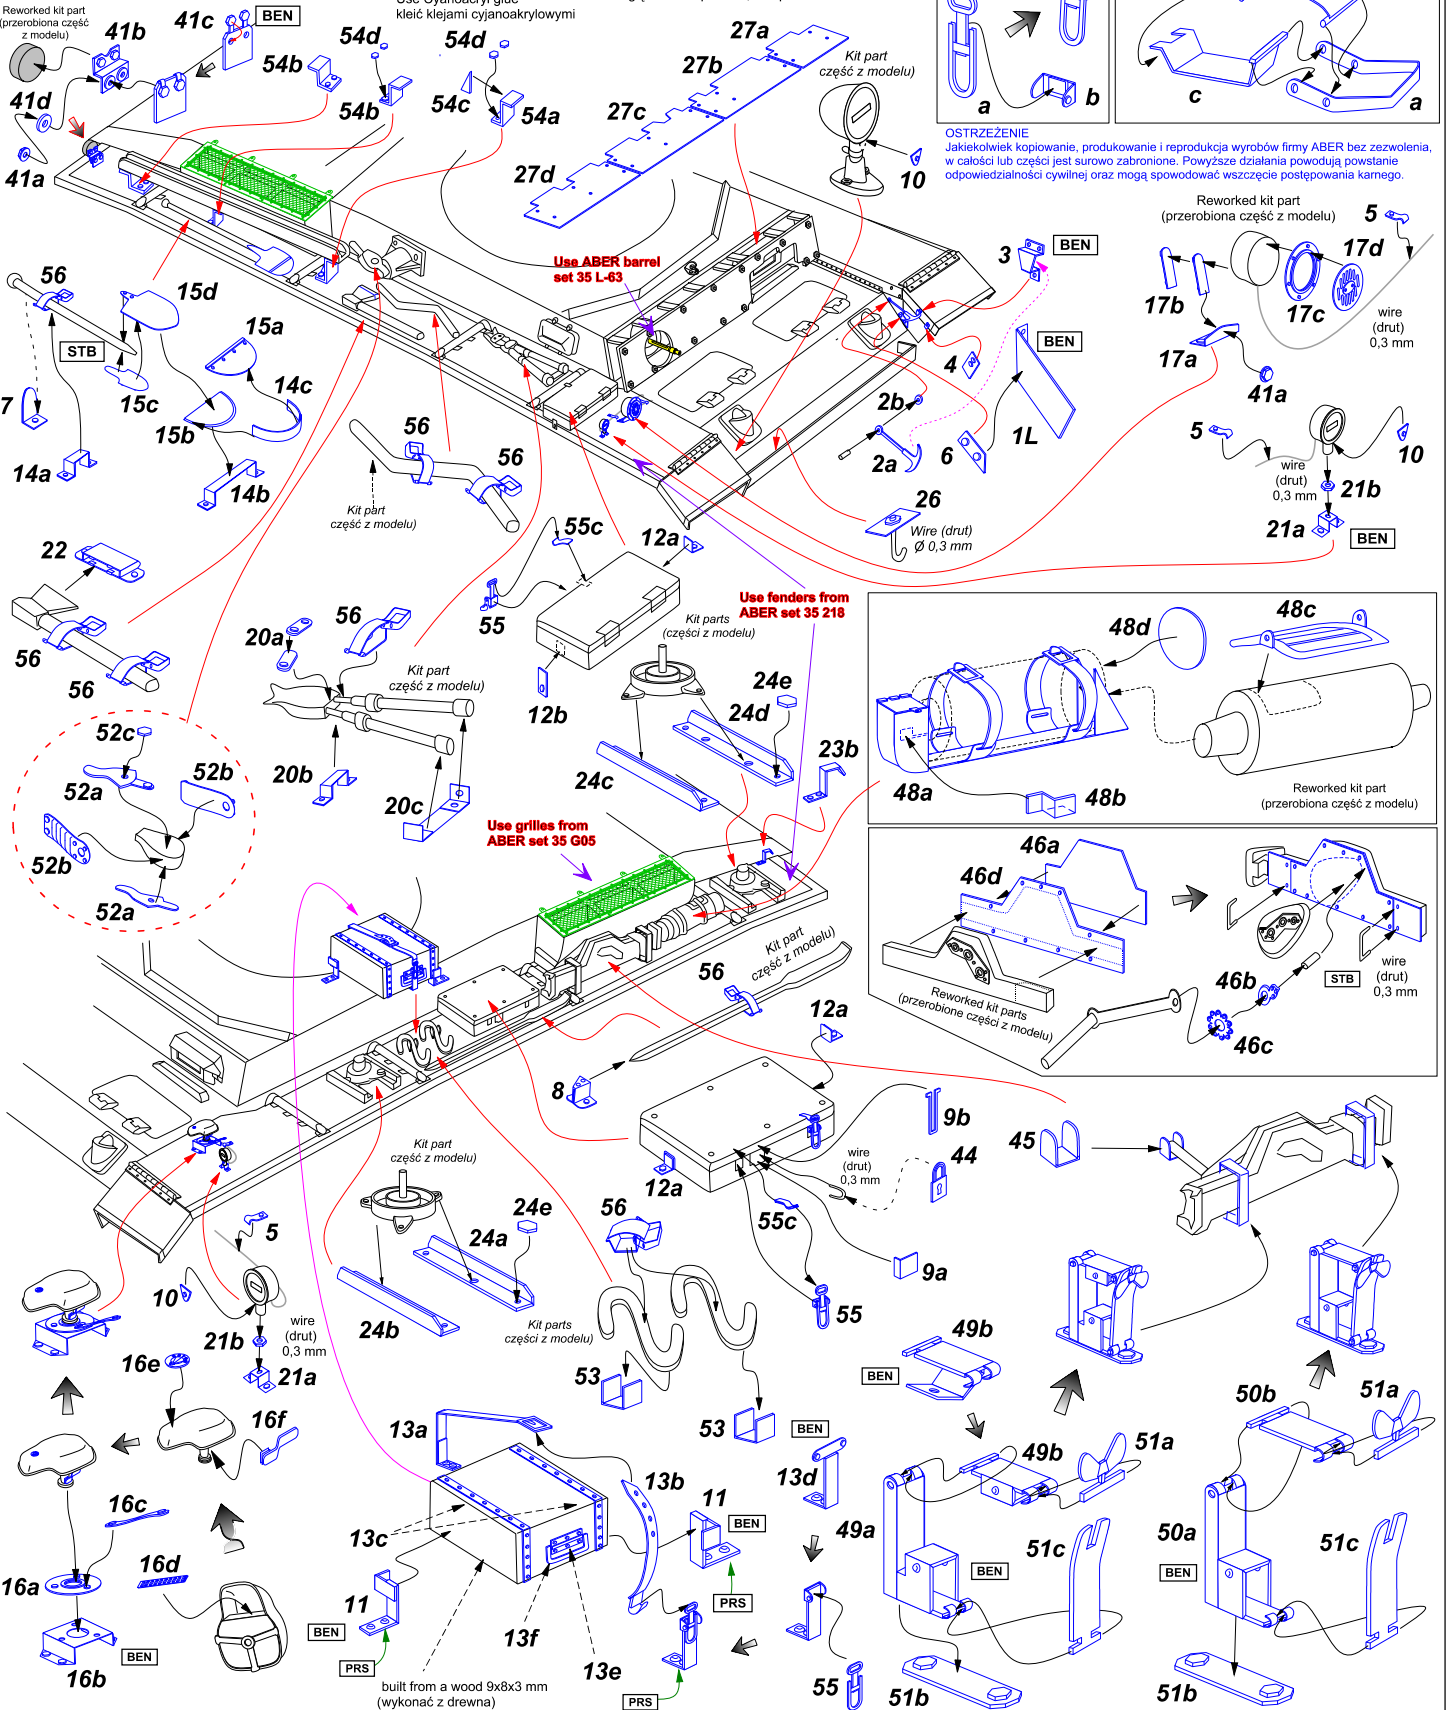 Reworked kit part
(przerobiona część
z modelu)
41b
41c
BEN
41d
41a
54b
54d
54b
54d
54c
54a
kleić klejami cyjanoakrylowymi
27a
27b
27c
27d
Kit part
część z modelu)
10
a
b
c
a
OSTRZEŻENIE
Jakiekolwiek kopiowanie, produkowanie i reprodukcja wyrobów firmy ABER bez zezwolenia,
w całości lub części jest surowo zabronione. Powyższe działania powodują powstanie
odpowiedzialności cywilnej oraz mogą spowodować wszczęcie postępowania karnego.
Reworked kit part
(przerobiona część z modelu)
5
17d
17b
17c
17a
41a
wire
(drut)
0,3 mm
3
BEN
Use ABER barrel
set 35 L-63
56
15d
STB
15a
7
15c
14c
15b
14a
14b
4
BEN
2b
1L
2a
6
5
wire
(drut)
0,3 mm
10
21b
21a
BEN
56
56
Kit part
część z modelu)
26
Wire (drut)
Ø 0,3 mm
22
56
56
55c
12a
55
12b
Kit parts
(części z modelu)
Use fenders from
ABER set 35 218
20a
56
Kit part
część z modelu)
20b
20c
24e
24d
24c
23b
48d
48c
48a
48b
Reworked kit part
(przerobiona część z modelu)
52c
52a
52b
52b
52a
Use grilles from
ABER set 35 G05
46a
46d
Reworked kit parts
(przerobione części z modelu)
46b
46c
STB
wire
(drut)
0,3 mm
Kit part
część z modelu)
56
8
12a
12a
9b
wire
(drut)
0,3 mm
44
55c
9a
55
45
Kit part
część z modelu)
24e
24a
24b
56
Kit parts
części z modelu)
53
53
5
10
21b
21a
wire
(drut)
0,3 mm
16e
16f
16c
16a
16d
16b
BEN
13a
13b
13c
11
BEN
PRS
13f
13e
built from a wood 9x8x3 mm
(wykonać z drewna)
11
BEN
PRS
BEN
13d
PRS
55
49b
BEN
49b
51a
49a
51c
BEN
51b
50b
51a
50a
51c
BEN
51b